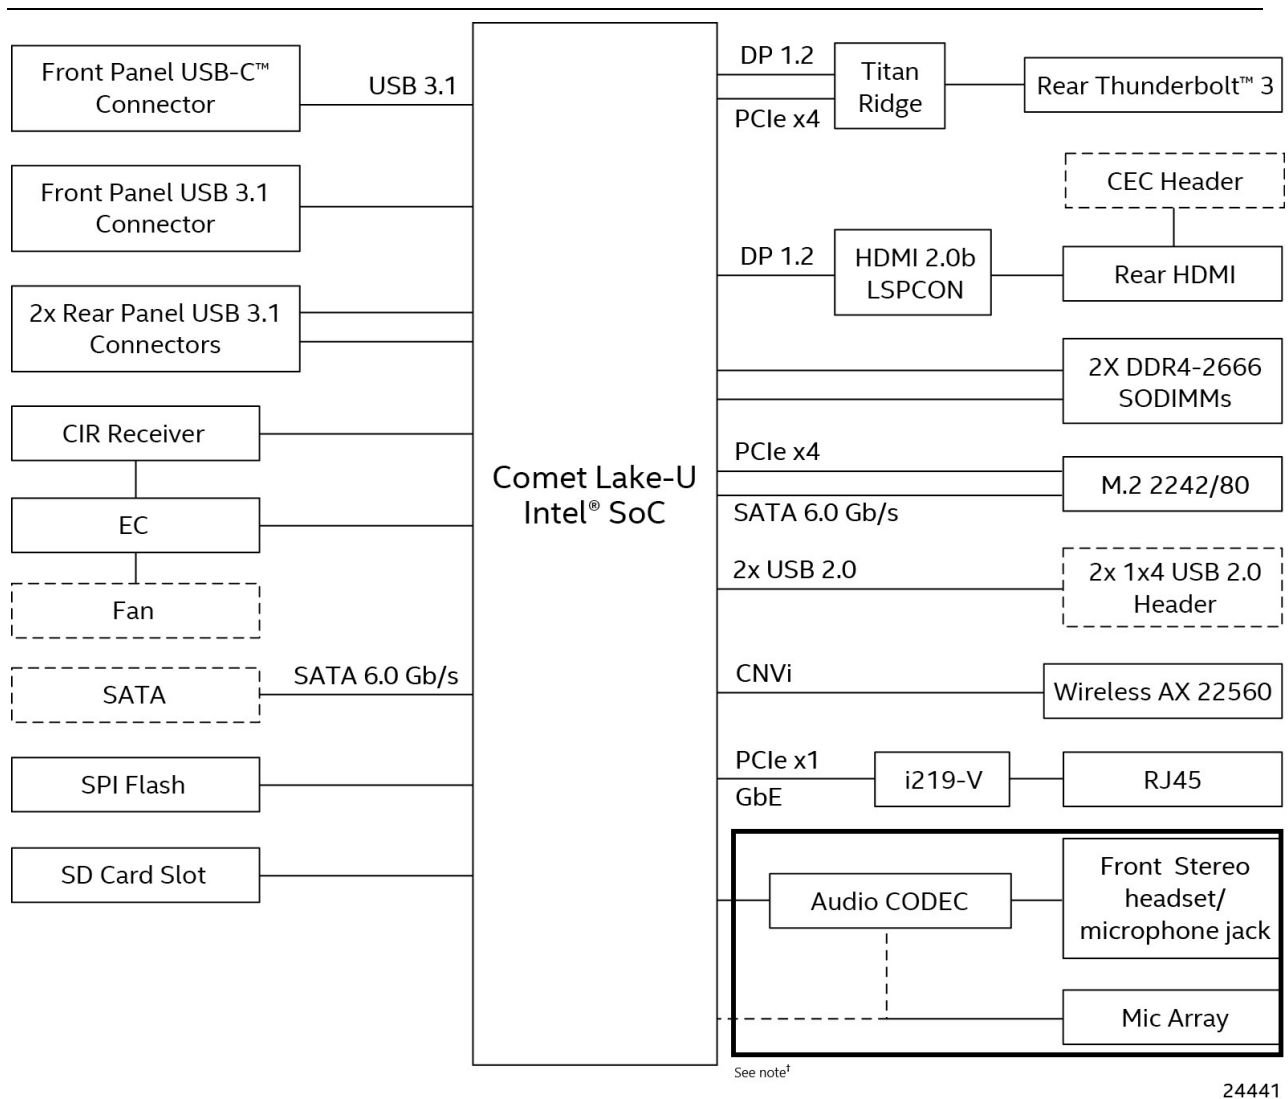 Front Panel USB-C™
Connector
USB 3.1
Front Panel USB 3.1
Connector
2x Rear Panel USB 3.1
Connectors
CIR Receiver
EC
Fan
SATA
SATA 6.0 Gb/s
SPI Flash
SD Card Slot
Comet Lake-U
Intel® SoC
DP 1.2
PCIe x4
Titan
Ridge
Rear Thunderbolt™ 3
CEC Header
DP 1.2
HDMI 2.0b
LSPCON
Rear HDMI
2X DDR4-2666
SODIMMs
PCIe x4
SATA 6.0 Gb/s
M.2 2242/80
2x USB 2.0
2x 1x4 USB 2.0
Header
CNVi
Wireless AX 22560
PCIe x1
GbE
i219-V
RJ45
Audio CODEC
Front  Stereo
headset/
microphone jack
Mic Array
See note†
24441